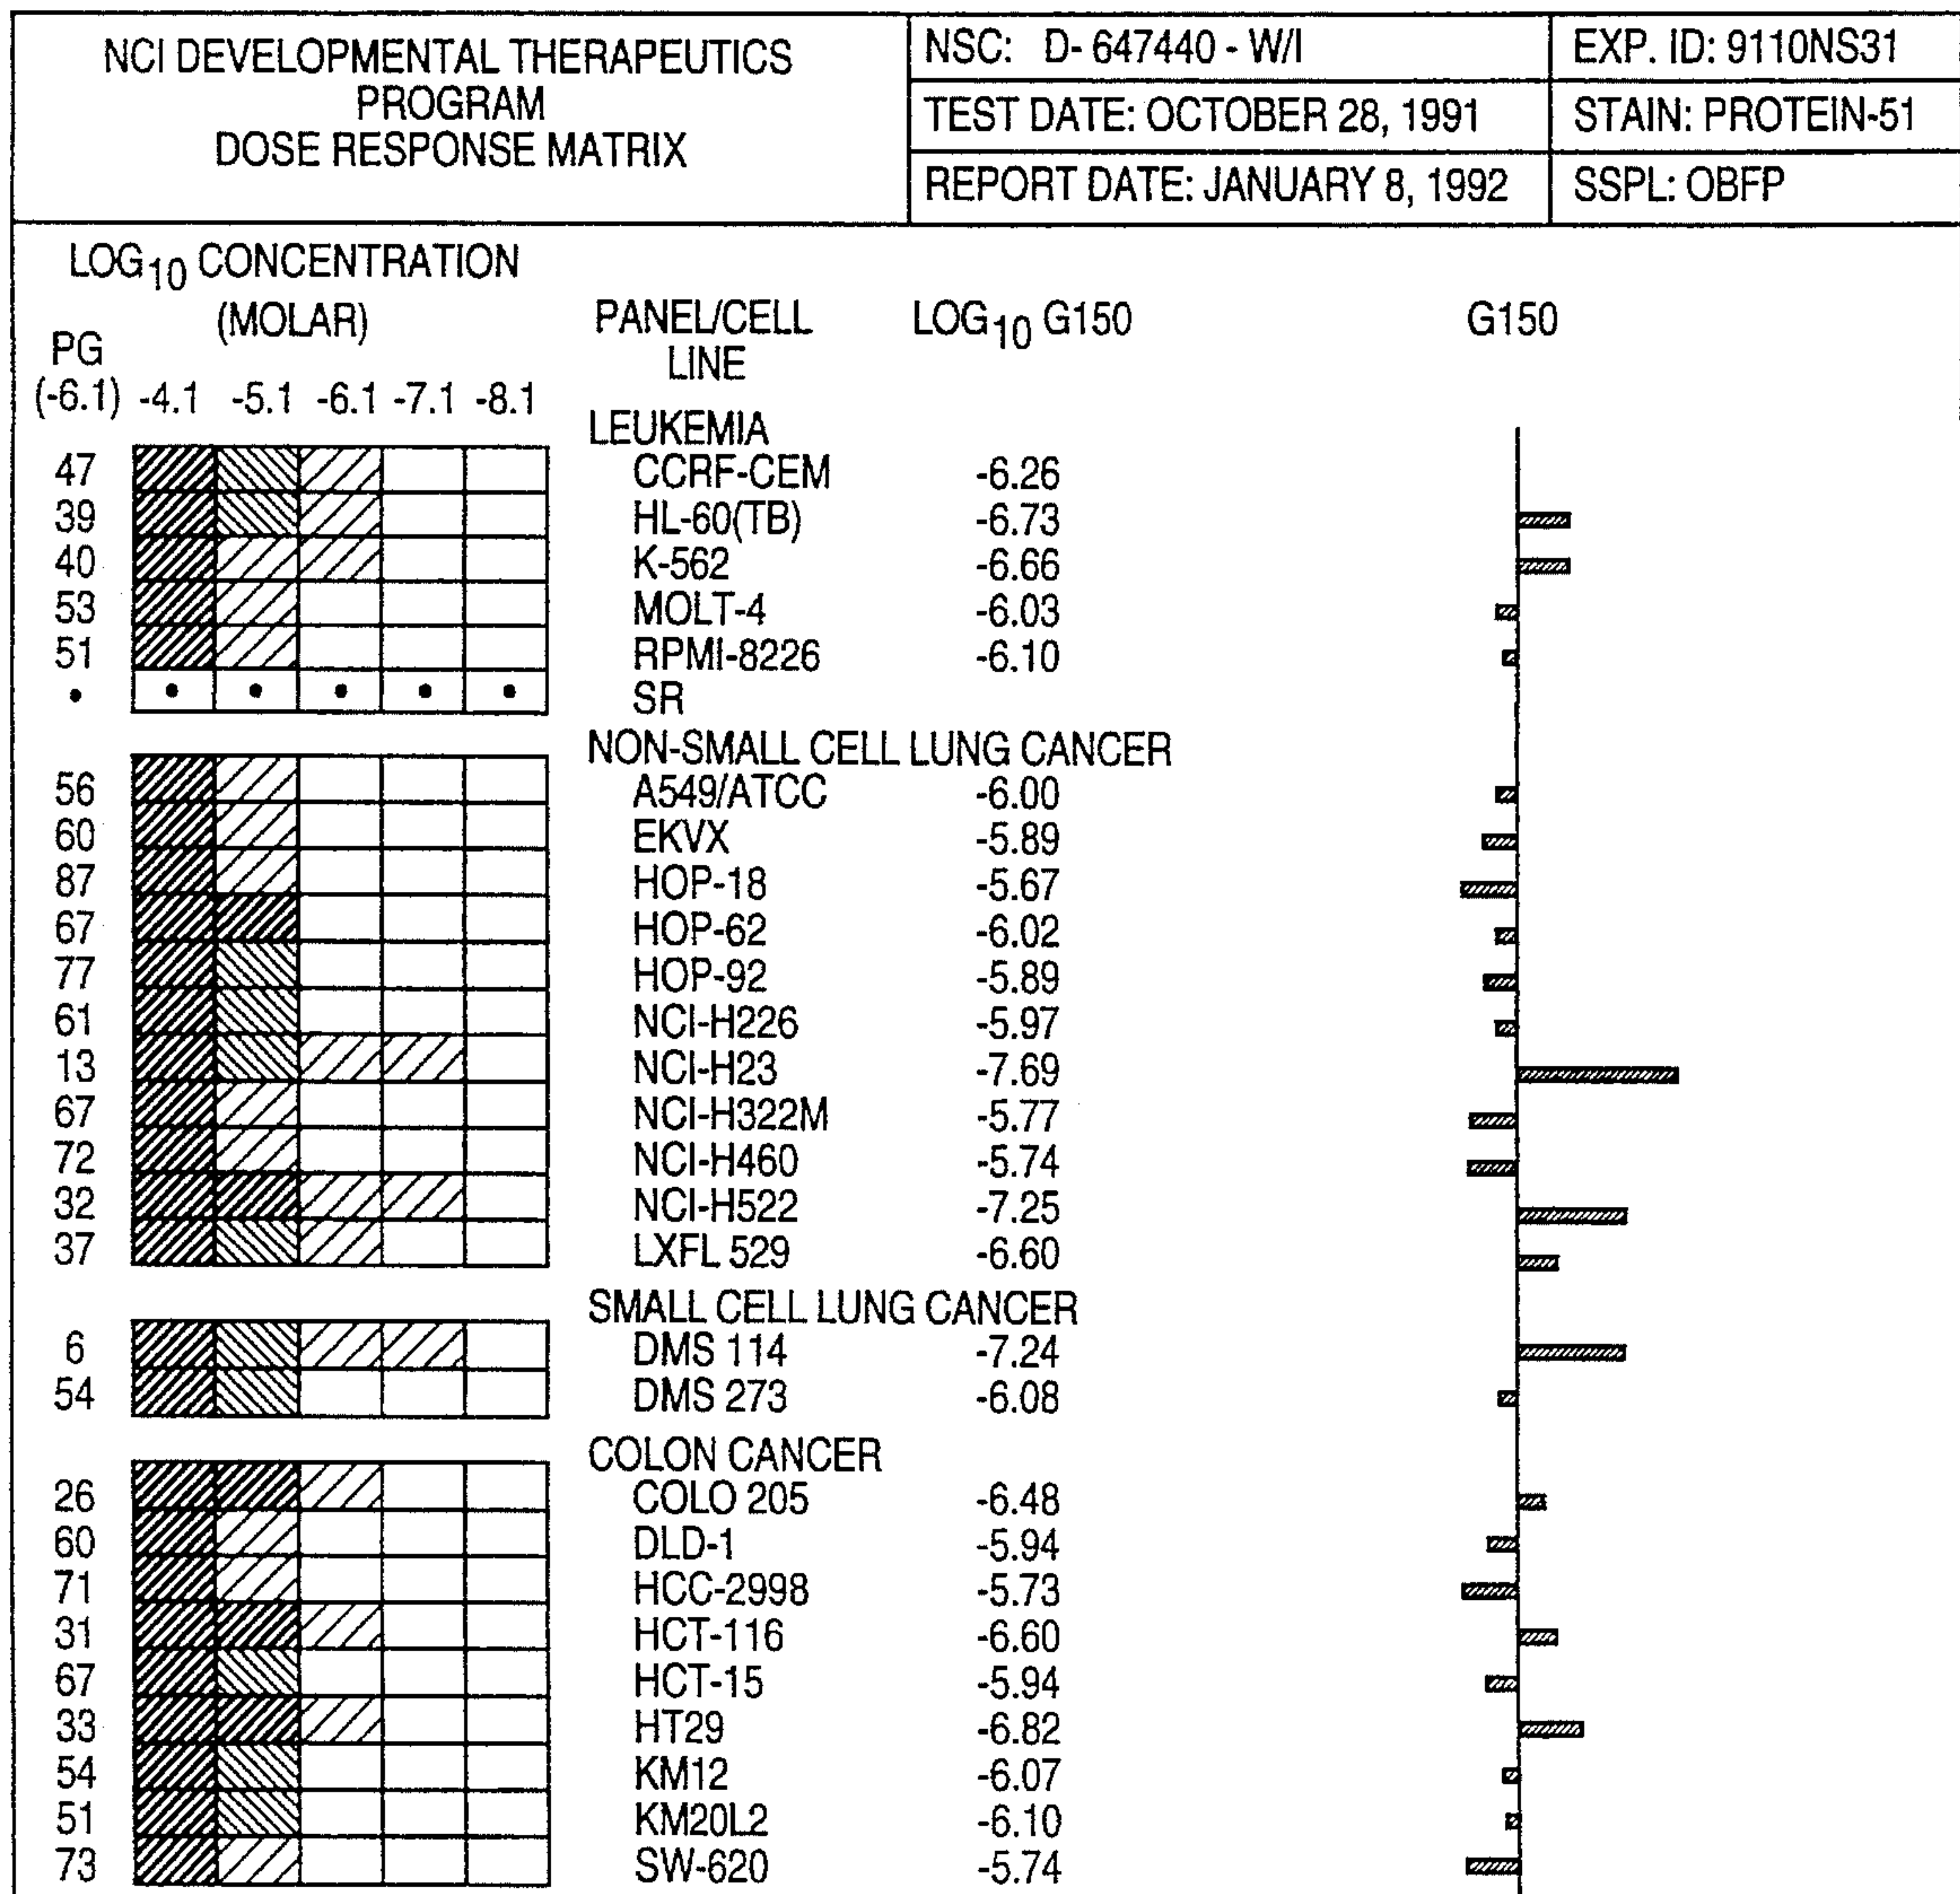 NCI DEVELOPMENTAL THERAPEUTICS
PROGRAM
DOSE RESPONSE MATRIX
NSC: D- 647440 - W/I
EXP. ID: 9110NS31
TEST DATE: OCTOBER 28, 1991
STAIN: PROTEIN-51
REPORT DATE: JANUARY 8, 1992
SSPL: OBFP
LOG10 CONCENTRATION
(MOLAR)
PG
(-6.1) -4.1 -5.1 -6.1 -7.1 -8.1
PANEL/CELL
LINE
LOG10 G150
G150
LEUKEMIA
47 CCRF-CEM -6.26
39 HL-60(TB) -6.73
40 K-562 -6.66
53 MOLT-4 -6.03
51 RPMI-8226 -6.10
• • • • • • SR
NON-SMALL CELL LUNG CANCER
56 A549/ATCC -6.00
60 EKVX -5.89
87 HOP-18 -5.67
67 HOP-62 -6.02
77 HOP-92 -5.89
61 NCI-H226 -5.97
13 NCI-H23 -7.69
67 NCI-H322M -5.77
72 NCI-H460 -5.74
32 NCI-H522 -7.25
37 LXFL 529 -6.60
SMALL CELL LUNG CANCER
6 DMS 114 -7.24
54 DMS 273 -6.08
COLON CANCER
26 COLO 205 -6.48
60 DLD-1 -5.94
71 HCC-2998 -5.73
31 HCT-116 -6.60
67 HCT-15 -5.94
33 HT29 -6.82
54 KM12 -6.07
51 KM20L2 -6.10
73 SW-620 -5.74